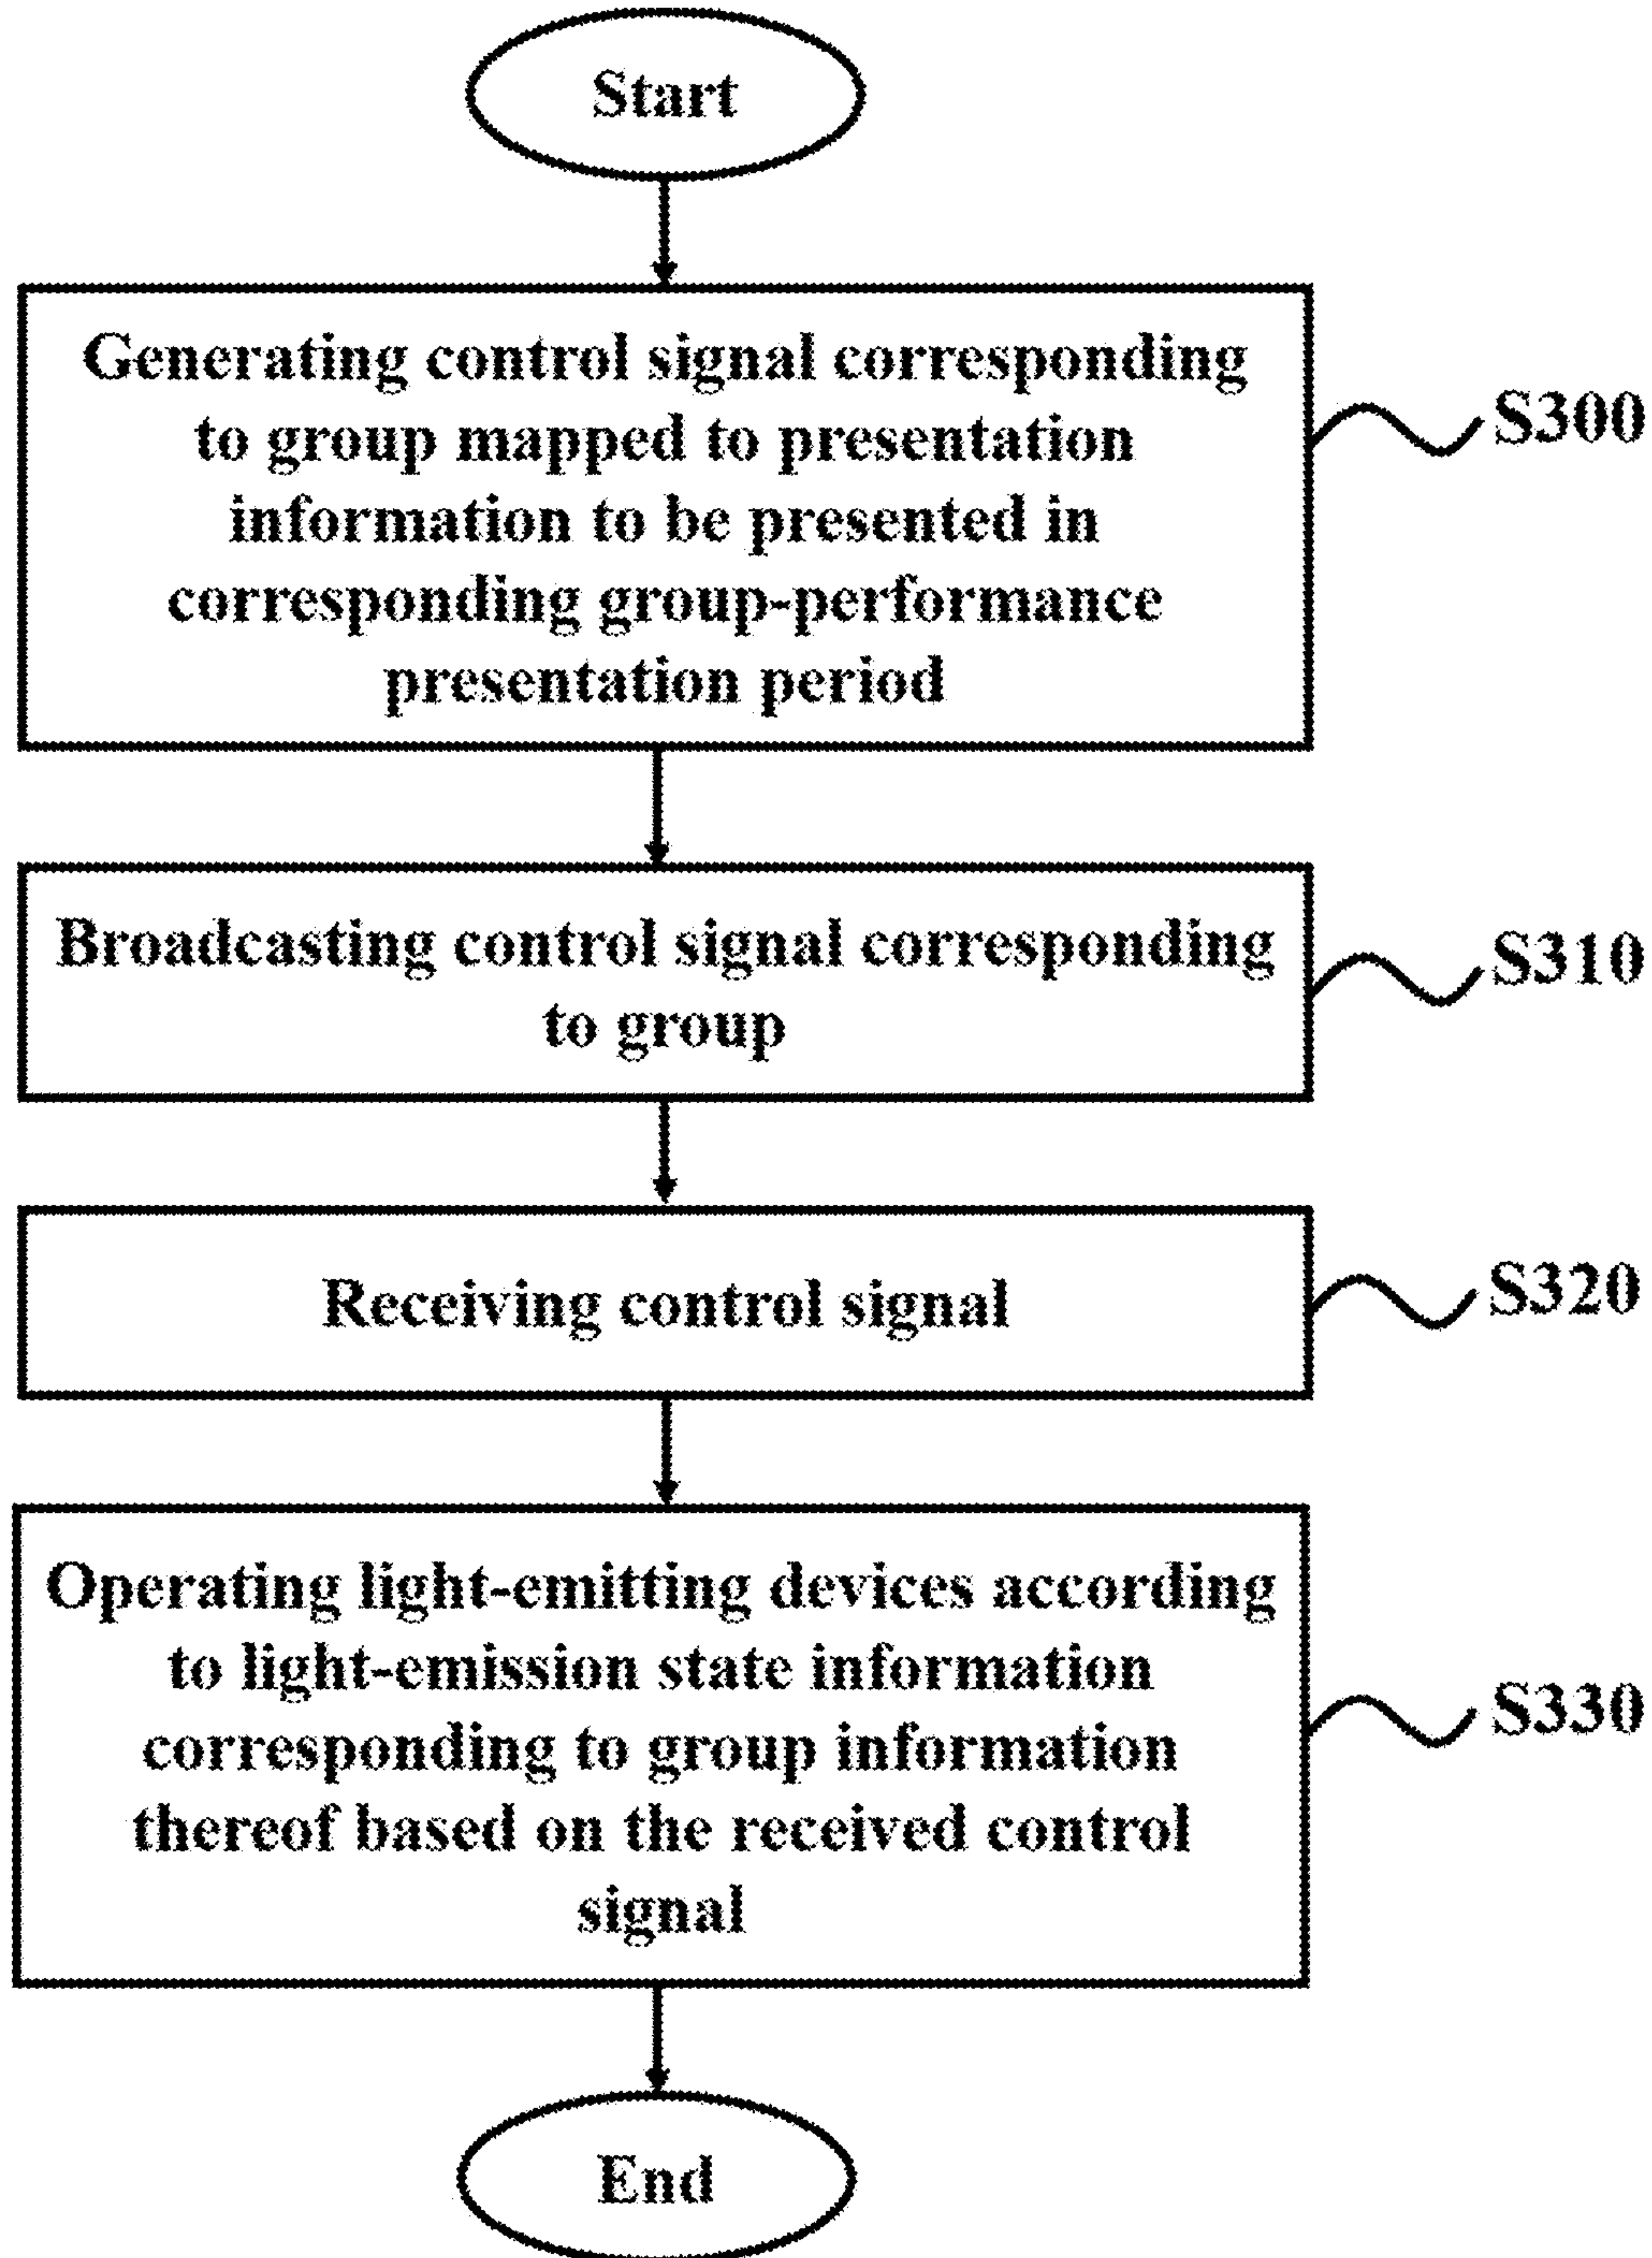 Start
Generating control signal corresponding
to group mapped to presentation
information to be presented in
corresponding group-performance
presentation period
S300
Broadcasting control signal corresponding
to group
S310
Receiving control signal
S320
Operating light-emitting devices according
to light-emission state information
corresponding to group information
thereof based on the received control
signal
S330
End